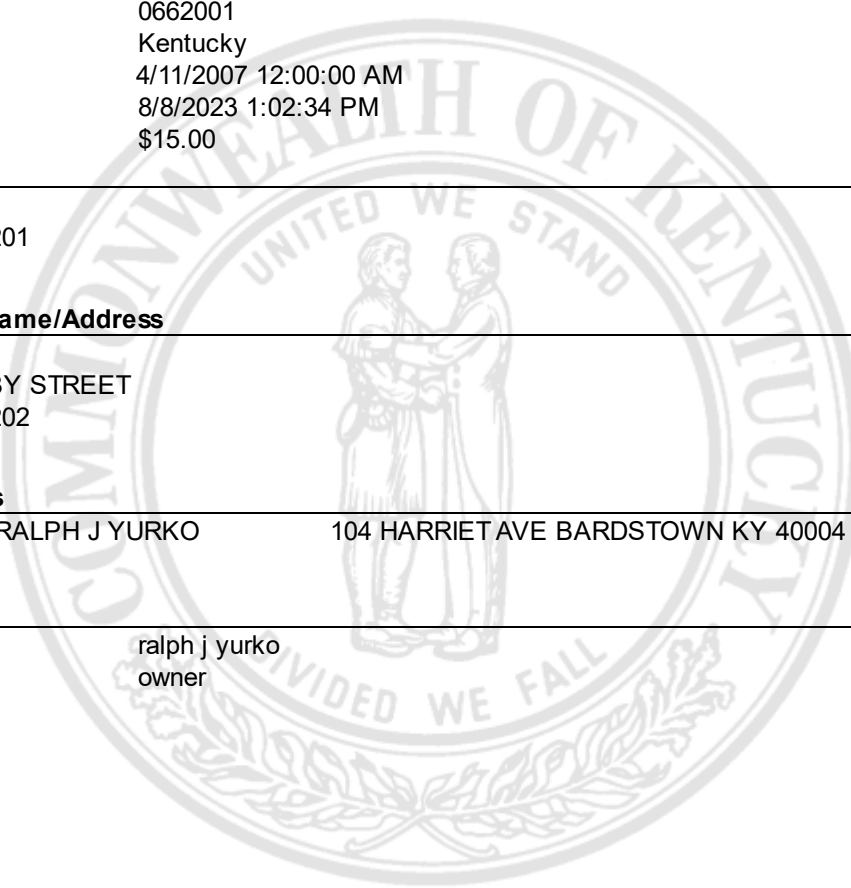 0662001
Kentucky
4/11/2007 12:00:00 AM
8/8/2023 1:02:34 PM
$15.00
COMMONWEALTH OF KENTUCKY
UNITED WE STAND
201
ame/Address
BY STREET
202
s
RALPH J YURKO 104 HARRIET AVE BARDSTOWN KY 40004
ralph j yurko
owner
DIVIDED WE FALL